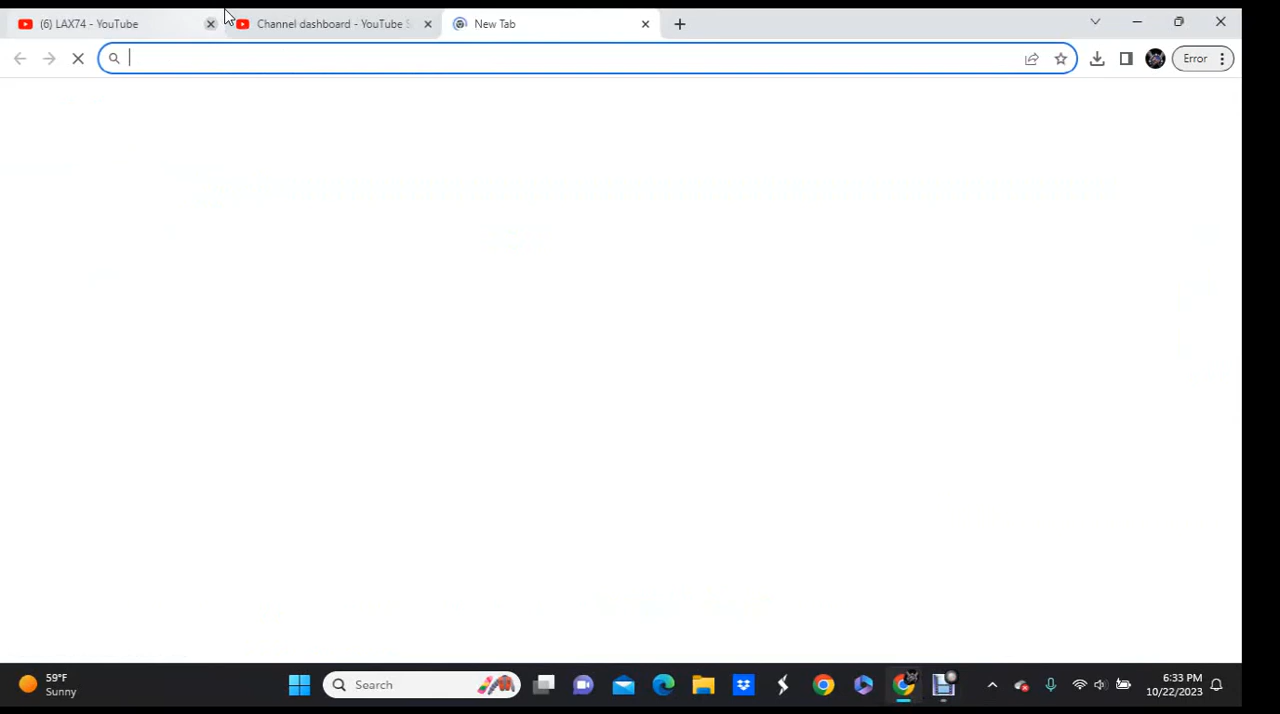 (6) LAX74 - YouTube
Channel dashboard - YouTube S
New Tab
Error
59°F
Sunny
Search
6:33 PM
10/22/2023